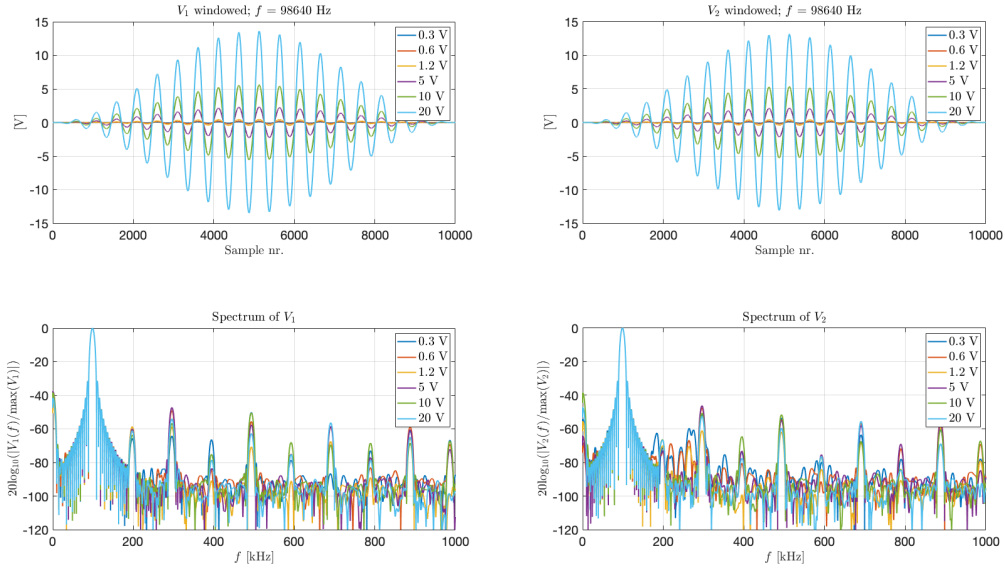 V₁ windowed; f = 98640 Hz
15
10
5
0
-5
-10
-15
[V]
0 2000 4000 6000 8000 10000
Sample nr.
0.3 V
0.6 V
1.2 V
5 V
10 V
20 V
V₂ windowed; f = 98640 Hz
15
10
5
0
-5
-10
-15
[V]
0 2000 4000 6000 8000 10000
Sample nr.
0.3 V
0.6 V
1.2 V
5 V
10 V
20 V
Spectrum of V₁
0
-20
-40
-60
-80
-100
-120
20log₁₀(|V₁(f)/max(V₁)|)
0 200 400 600 800 1000
f [kHz]
0.3 V
0.6 V
1.2 V
5 V
10 V
20 V
Spectrum of V₂
0
-20
-40
-60
-80
-100
-120
20log₁₀(|V₂(f)/max(V₂)|)
0 200 400 600 800 1000
f [kHz]
0.3 V
0.6 V
1.2 V
5 V
10 V
20 V